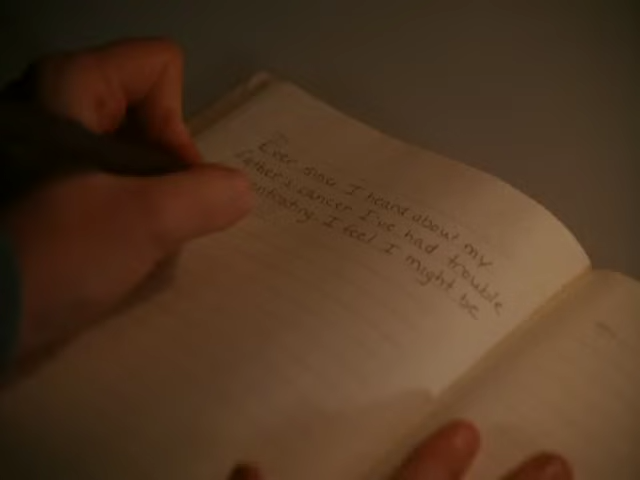 Ever since I heard about my
father's cancer I've had trouble
I feel I might be